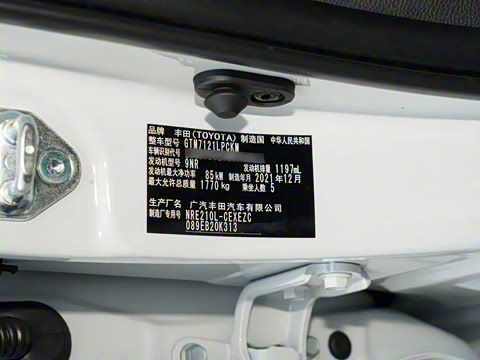 品牌 丰田(TOYOTA) 制造国 中华人民共和国
整车型号 GTM7121LPCKM
车辆识别代号
发动机型号 9NR 发动机排量 1197mL
发动机最大净功率 85kW 制造年月 2021年12月
最大允许总质量 1770kg 乘坐人数 5
生产厂名 广汽丰田汽车有限公司
制造厂专用号 NRE210L-CEXEZC
089EB20K313